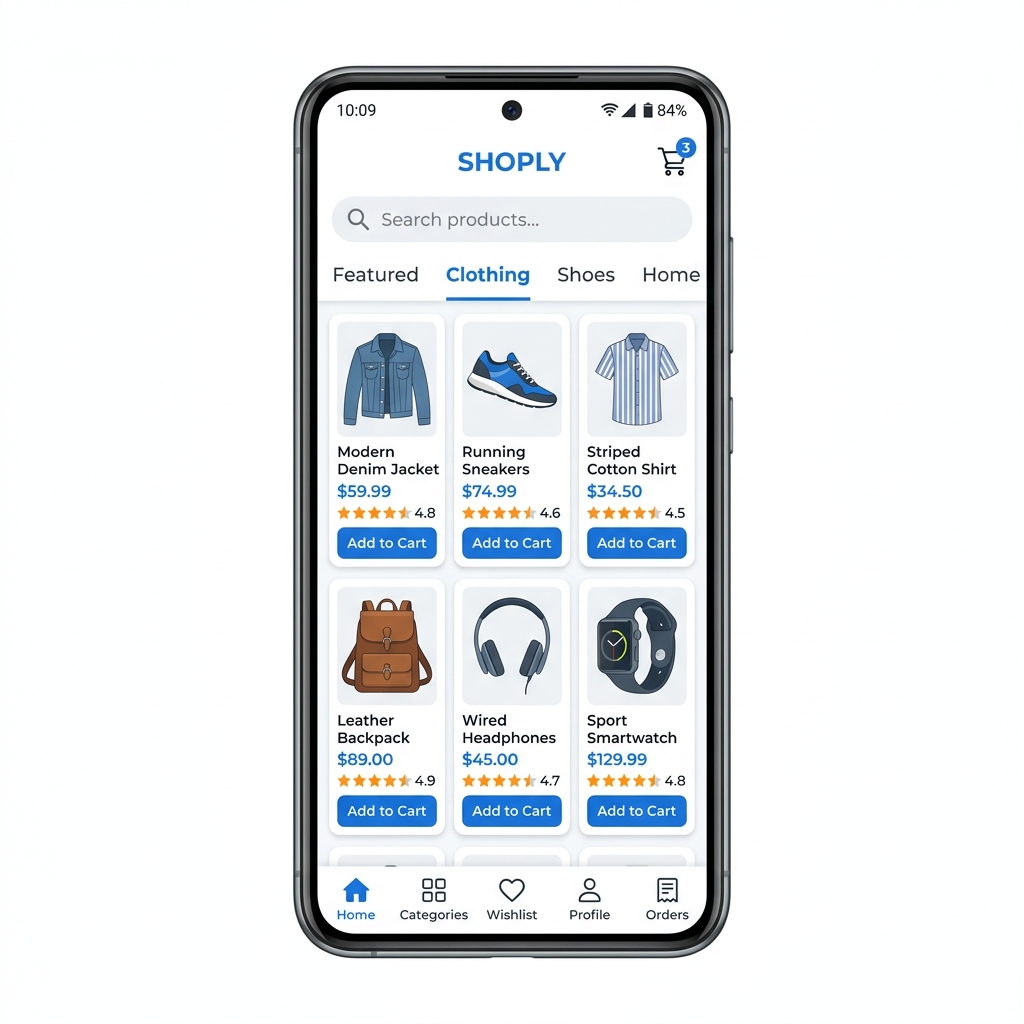 10:09
84%
SHOPLY
3
Search products...
Featured Clothing Shoes Home
Modern
Denim Jacket
$59.99
4.8
Add to Cart
Running
Sneakers
$74.99
4.6
Add to Cart
Striped
Cotton Shirt
$34.50
4.5
Add to Cart
Leather
Backpack
$89.00
4.9
Add to Cart
Wired
Headphones
$45.00
4.7
Add to Cart
Sport
Smartwatch
$129.99
4.8
Add to Cart
Home Categories Wishlist Profile Orders